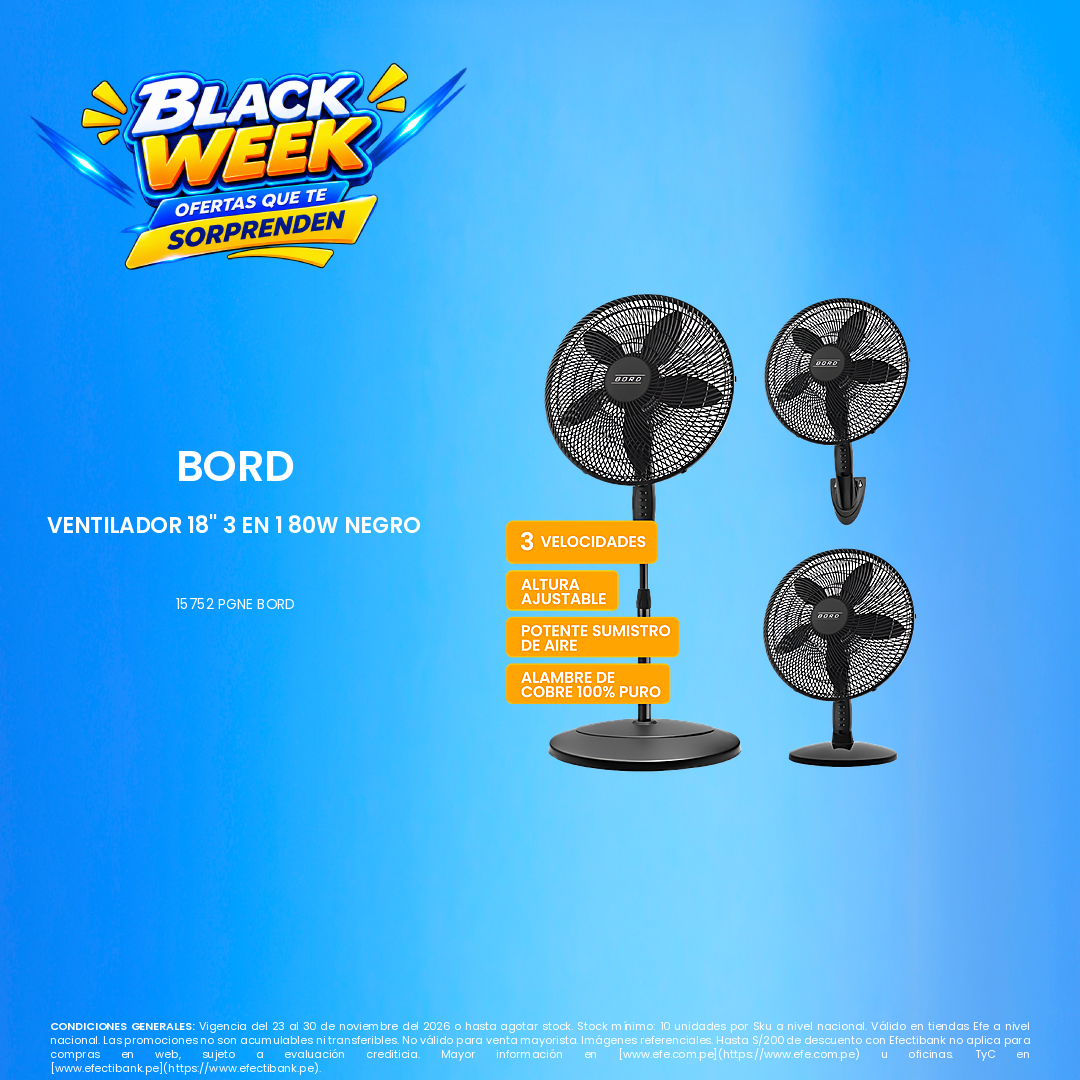 BLACK
WEEK
OFERTAS QUE TE
SORPRENDEN
BORD
VENTILADOR 18" 3 EN 1 80W NEGRO
15752 PGNE BORD
BORD
BORD
BORD
3 VELOCIDADES
ALTURA
AJUSTABLE
POTENTE SUMISTRO
DE AIRE
ALAMBRE DE
COBRE 100% PURO
CONDICIONES GENERALES: Vigencia del 23 al 30 de noviembre del 2026 o hasta agotar stock. Stock mínimo: 10 unidades por Sku a nivel nacional. Válido en tiendas Efe a nivel
nacional. Las promociones no son acumulables ni transferibles. No válido para venta mayorista. Imágenes referenciales. Hasta S/200 de descuento con Efectibank no aplica para
compras en web, sujeto a evaluación crediticia. Mayor información en [www.efe.com.pe](https://www.efe.com.pe) u oficinas. TyC en
[www.efectibank.pe](https://www.efectibank.pe).